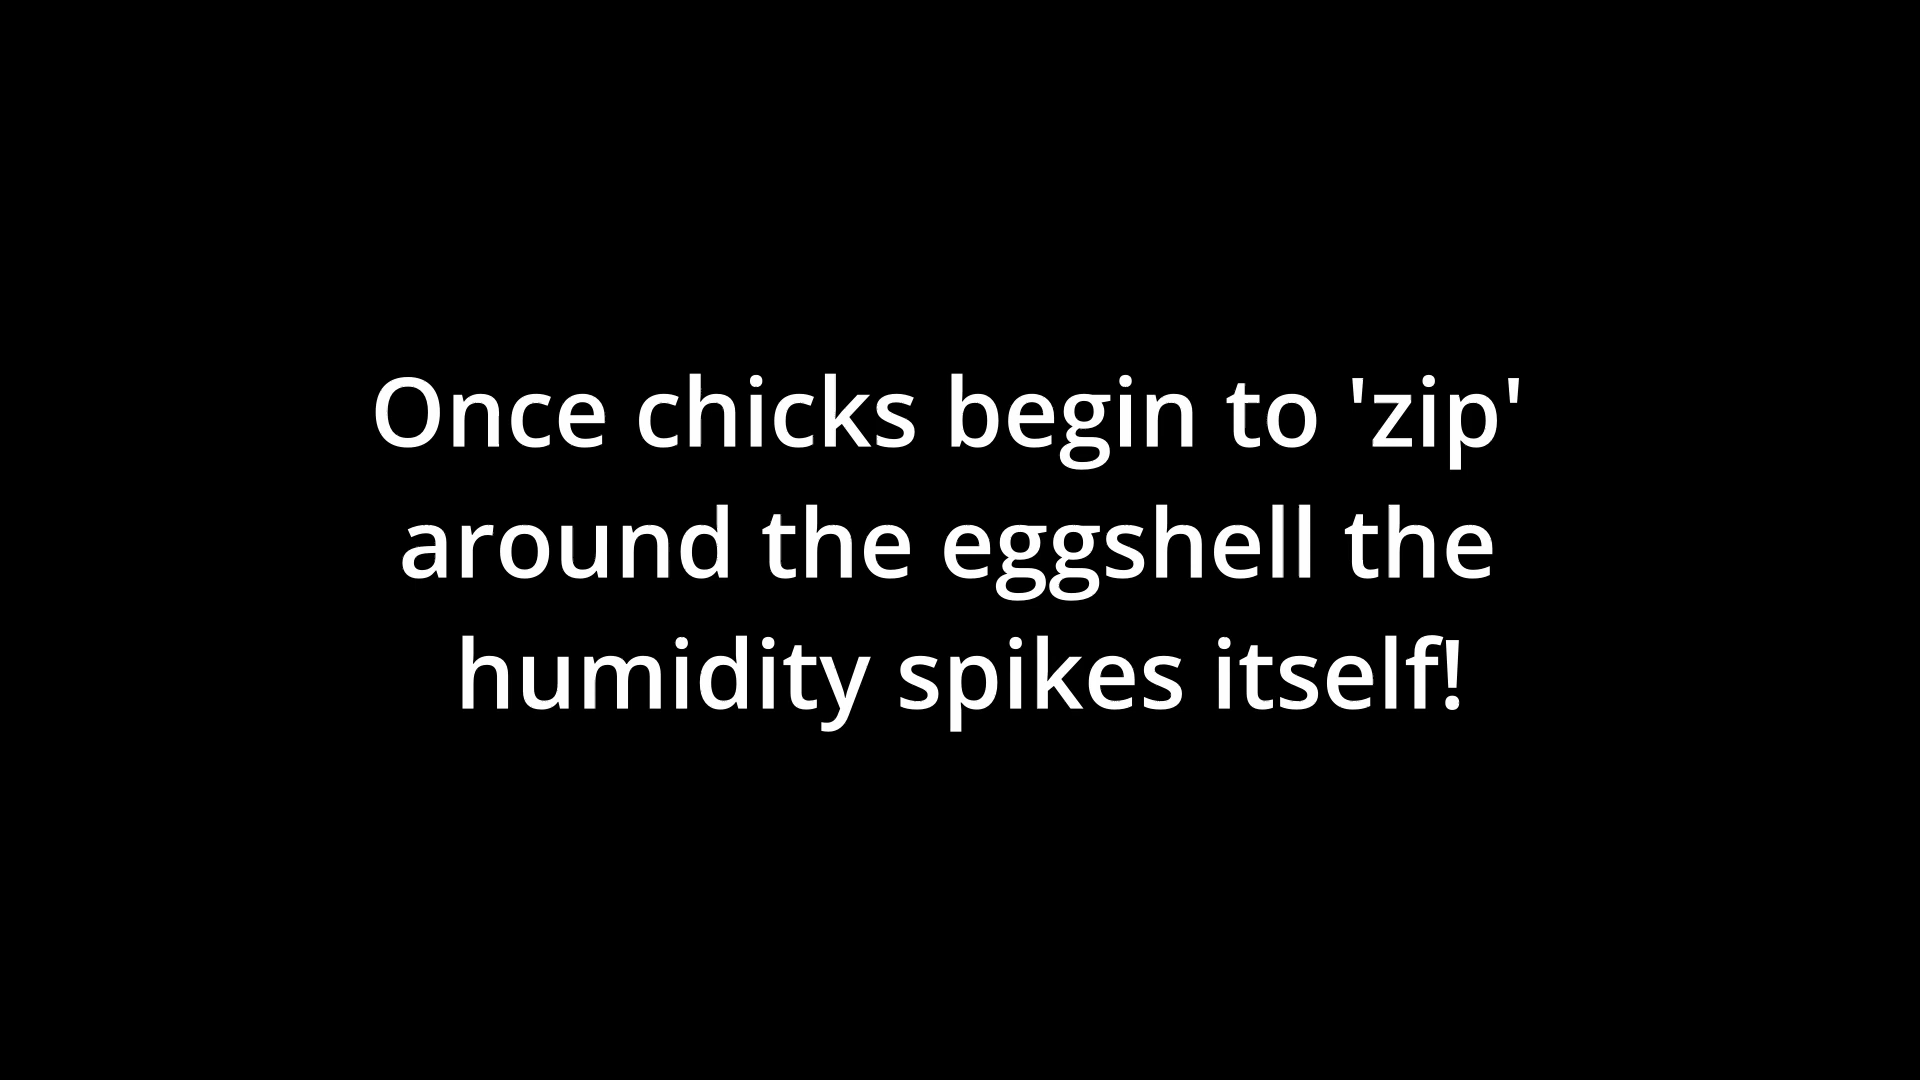 Once chicks begin to 'zip'
around the eggshell the
humidity spikes itself!